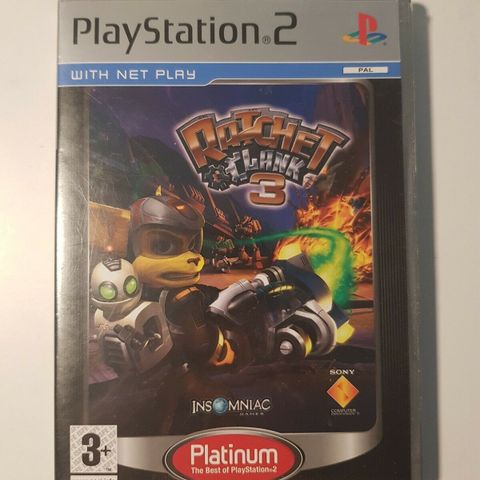 PlayStation®2
WITH NET PLAY
PAL
RATCHET
CLANK
3
INSOMNIAC
GAMES
SONY
COMPUTER
ENTERTAINMENT
3+
Platinum
The Best of PlayStation®2